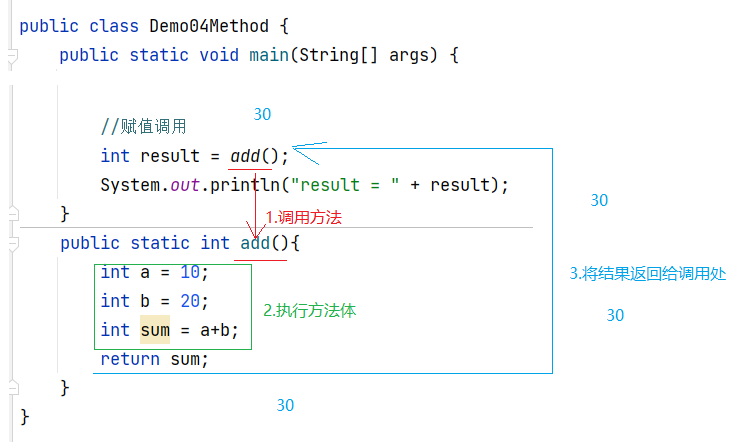 public class Demo04Method {
public static void main(String[] args) {
30
//赋值调用
int result = add();
System.out.println("result = " + result);
30
}
1.调用方法
public static int add(){
int a = 10;
3.将结果返回给调用处
int b = 20;
2.执行方法体
30
int sum = a+b;
return sum;
}
30
}